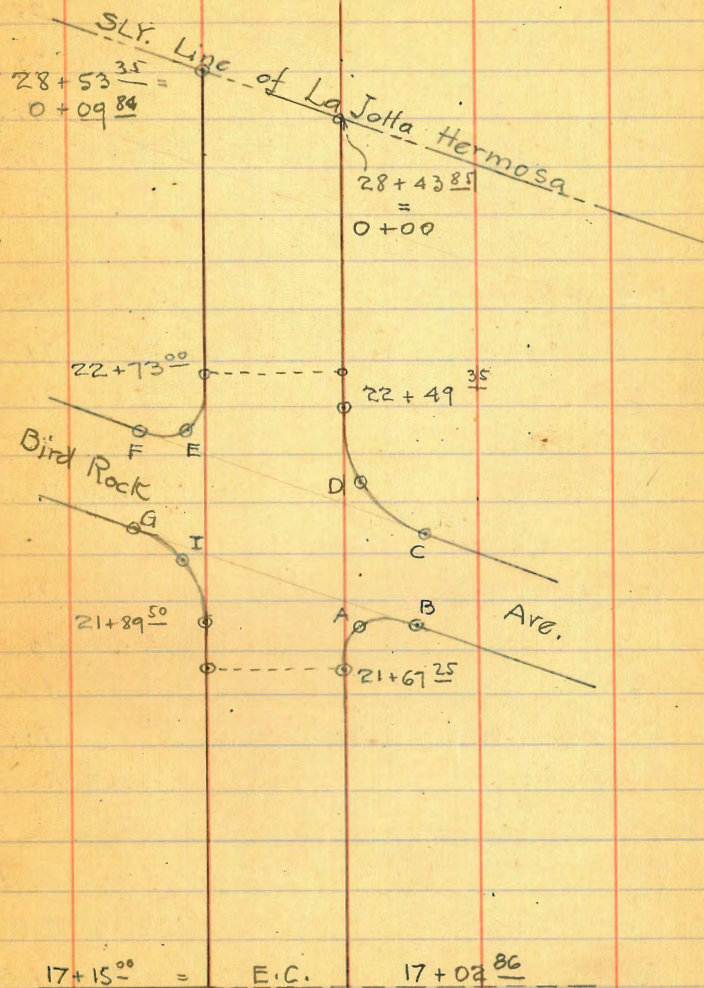 SLY. Line of La Jolla Hermosa
28+53 35 =
0+09 84
28+43 85
=
0+00
22+73 00
22+49 35
F E
Bird Rock
D
G
I
C
21+89 50
A B
Ave.
21+67 25
17+15 00 = E.C. 17+02 86